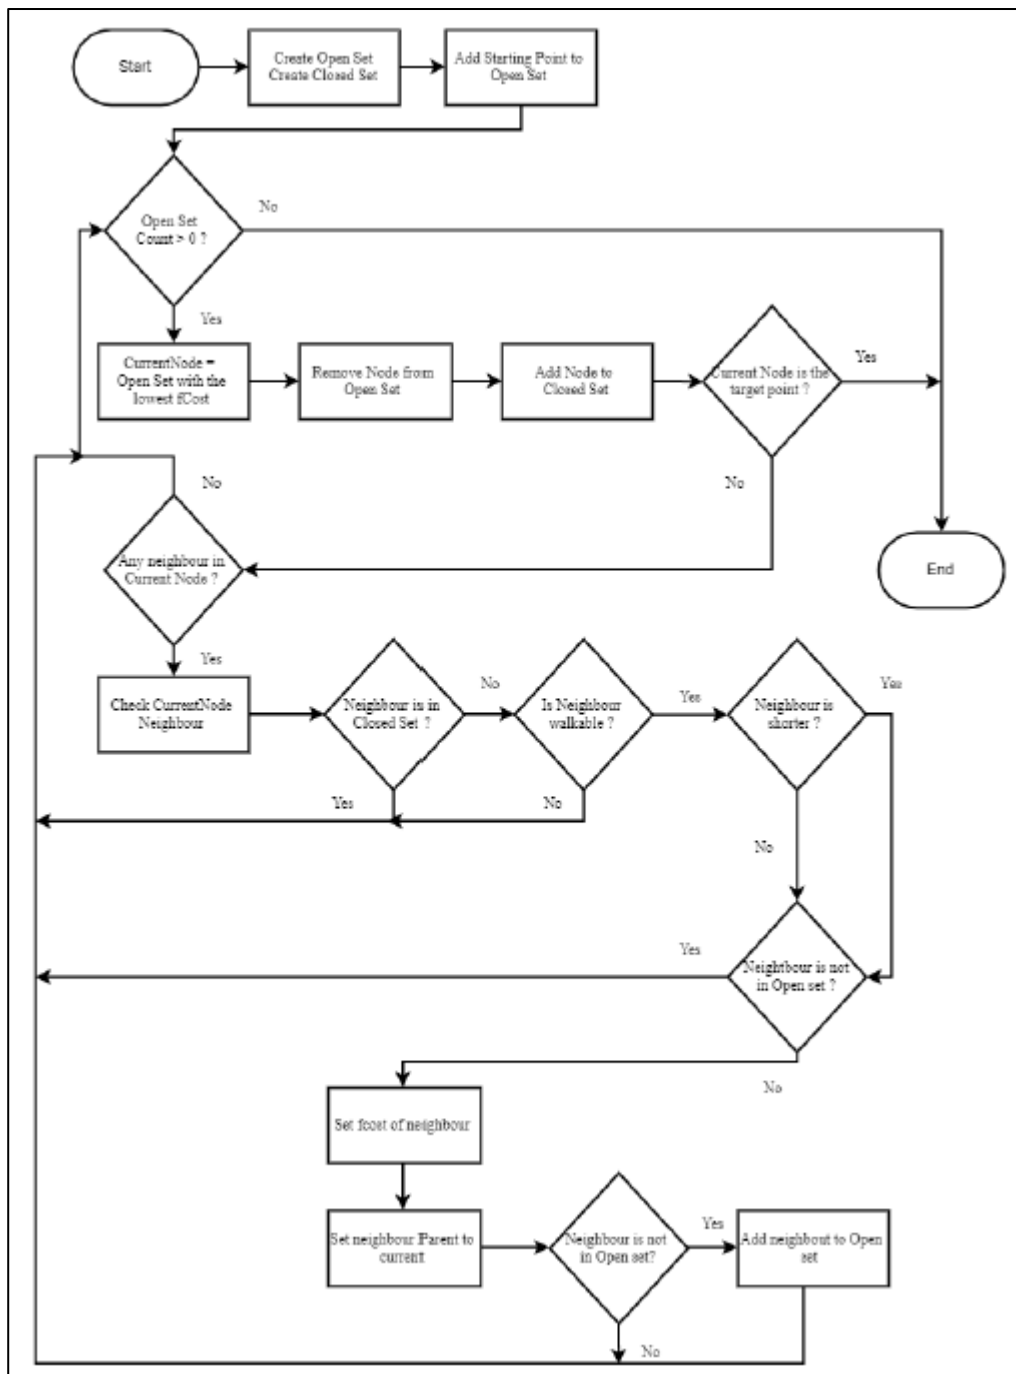 Start
Create Open Set
Create Closed Set
Add Starting Point to
Open Set
Open Set
Count > 0 ?
No
Yes
CurrentNode =
Open Set with the
lowest fCost
Remove Node from
Open Set
Add Node to
Closed Set
Current Node is the
target point ?
Yes
No
No
Any neighbour in
Current Node ?
End
Yes
Check CurrentNode
Neighbour
Neighbour is in
Closed Set ?
No
Is Neighbour
walkable ?
Yes
Neighbour is
shorter ?
Yes
Yes
No
No
Yes
Neightbour is not
in Open set ?
No
Set fcost of neighbour
Set neighbour Parent to
current
Neighbour is not
in Open set?
Yes
Add neighbout to Open
set
No